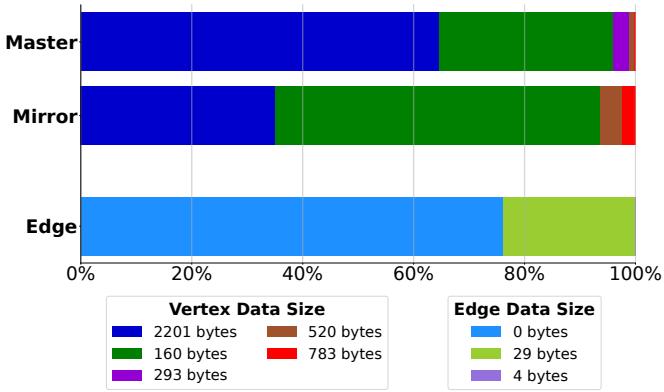 Master
Mirror
Edge
0% 20% 40% 60% 80% 100%
Vertex Data Size
2201 bytes 520 bytes
160 bytes 783 bytes
293 bytes
Edge Data Size
0 bytes
29 bytes
4 bytes